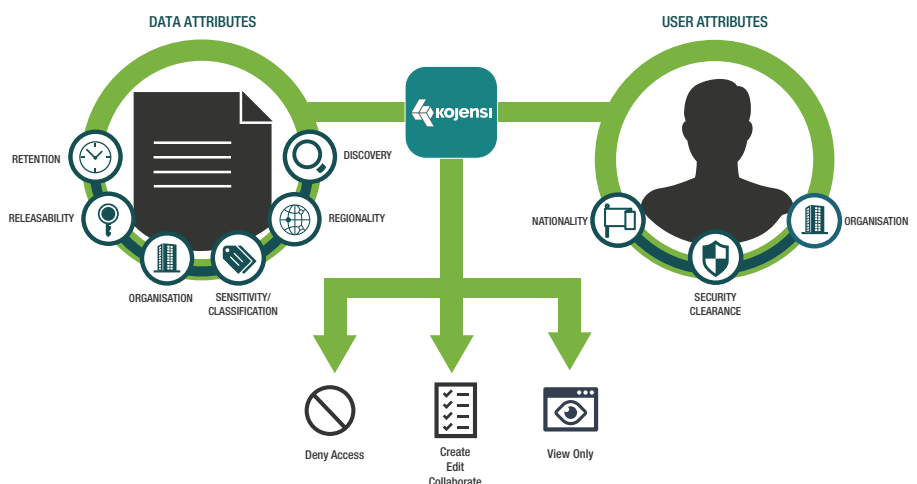 DATA ATTRIBUTES
USER ATTRIBUTES
KOJENSI
RETENTION
DISCOVERY
RELEASABILITY
REGIONALITY
NATIONALITY
ORGANISATION
ORGANISATION
SENSITIVITY/
CLASSIFICATION
SECURITY
CLEARANCE
Deny Access
Create
Edit
Collaborate
View Only